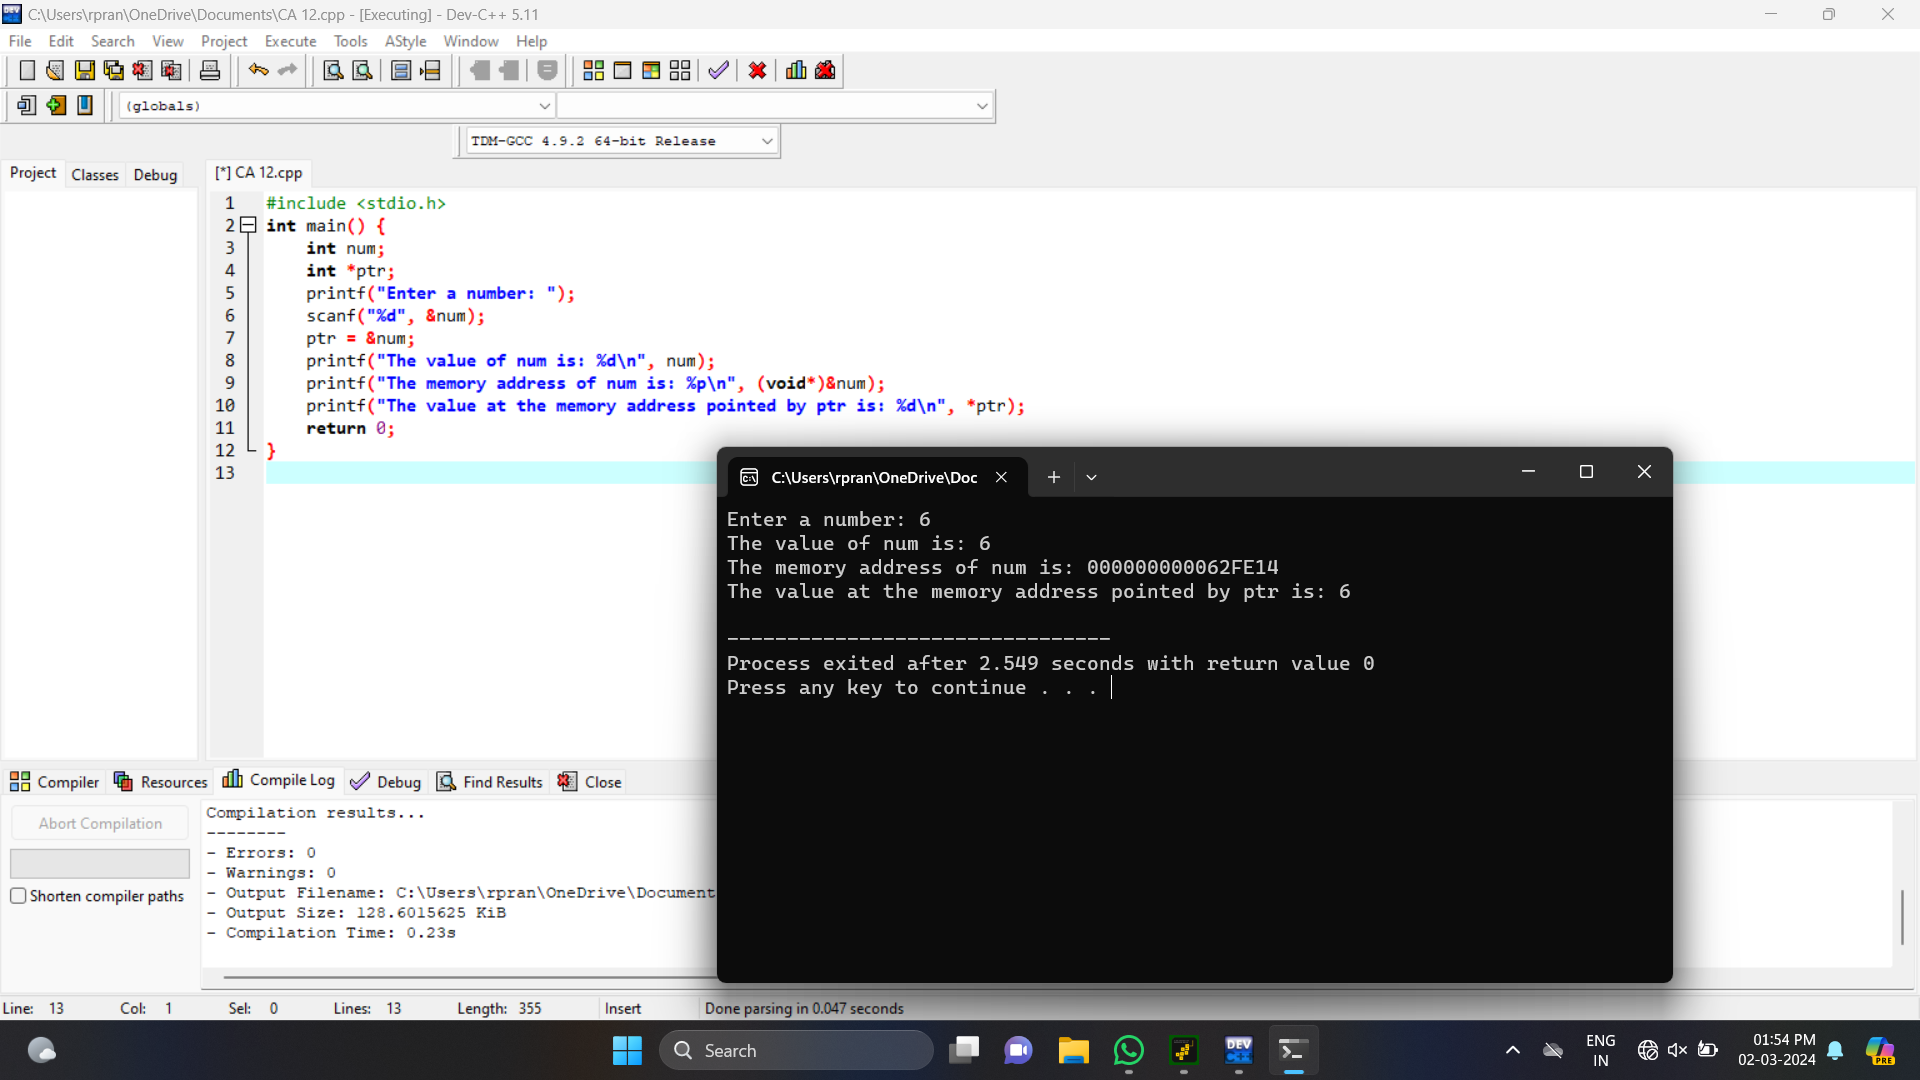 C:\Users\rpran\OneDrive\Documents\CA 12.cpp - [Executing] - Dev-C++ 5.11
File Edit Search View Project Execute Tools AStyle Window Help
(globals)
TDM-GCC 4.9.2 64-bit Release
Project Classes Debug
[*] CA 12.cpp
1 #include <stdio.h>
2 int main() {
3 int num;
4 int *ptr;
5 printf("Enter a number: ");
6 scanf("%d", &num);
7 ptr = &num;
8 printf("The value of num is: %d\n", num);
9 printf("The memory address of num is: %p\n", (void*)&num);
10 printf("The value at the memory address pointed by ptr is: %d\n", *ptr);
11 return 0;
12 }
13
C:\Users\rpran\OneDrive\Doc
Enter a number: 6
The value of num is: 6
The memory address of num is: 000000000062FE14
The value at the memory address pointed by ptr is: 6
--------------------------------
Process exited after 2.549 seconds with return value 0
Press any key to continue . . .
Compiler Resources Compile Log Debug Find Results Close
Abort Compilation
Shorten compiler paths
Compilation results...
--------
- Errors: 0
- Warnings: 0
- Output Filename: C:\Users\rpran\OneDrive\Document
- Output Size: 128.6015625 KiB
- Compilation Time: 0.23s
Line: 13 Col: 1 Sel: 0 Lines: 13 Length: 355 Insert Done parsing in 0.047 seconds
Search
DEV
C++
PRE
ENG
IN
01:54 PM
02-03-2024